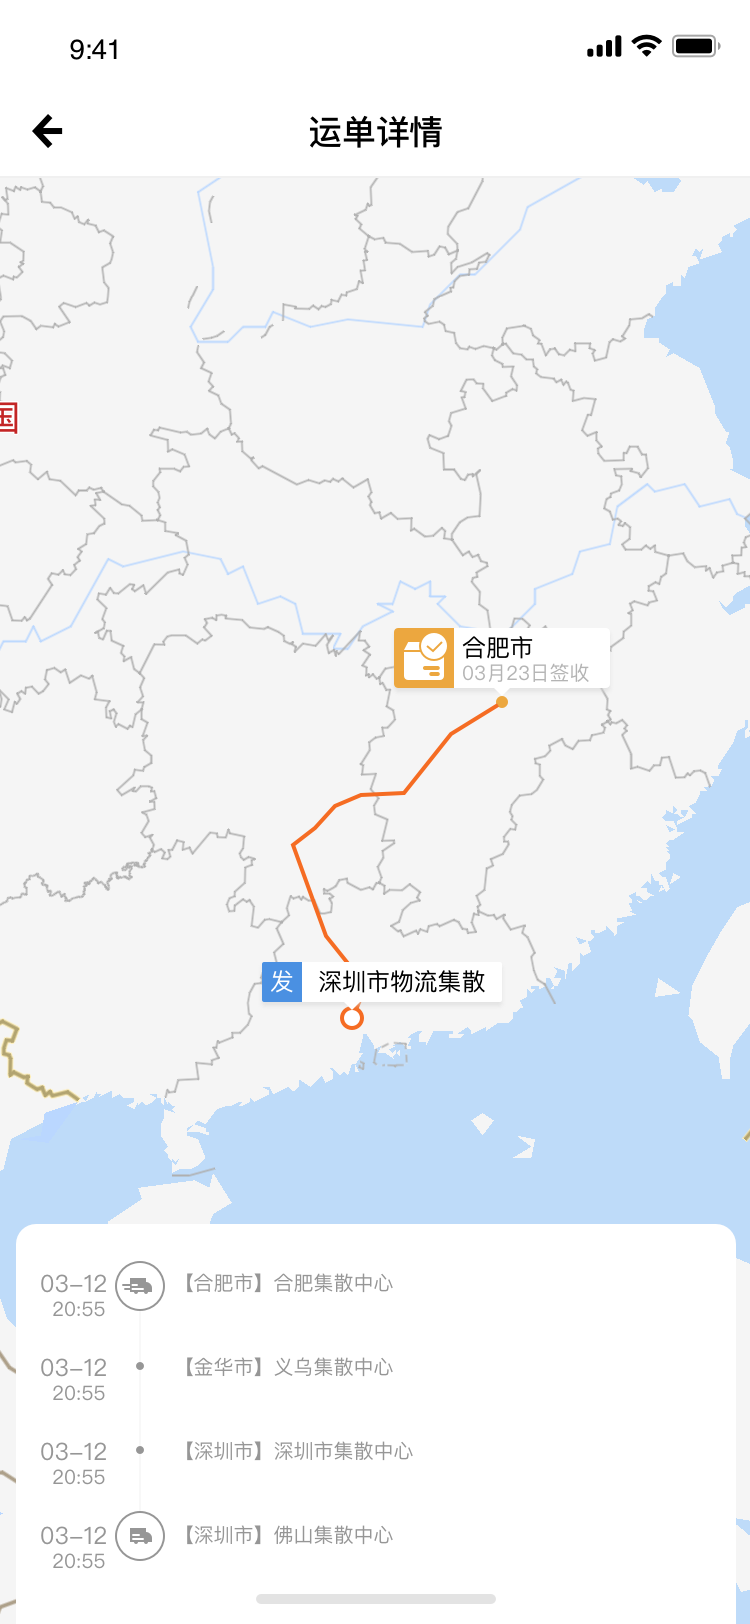 9:41
运单详情
国
合肥市
03月23日签收
发 深圳市物流集散
03-12 【合肥市】合肥集散中心
20:55
03-12 【金华市】义乌集散中心
20:55
03-12 【深圳市】深圳市集散中心
20:55
03-12 【深圳市】佛山集散中心
20:55